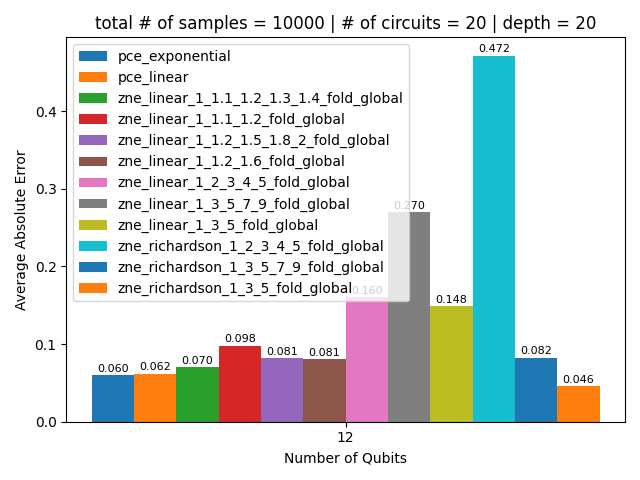 total # of samples = 10000 | # of circuits = 20 | depth = 20
pce_exponential
pce_linear
zne_linear_1_1.1_1.2_1.3_1.4_fold_global
zne_linear_1_1.1_1.2_fold_global
zne_linear_1_1.2_1.5_1.8_2_fold_global
zne_linear_1_1.2_1.6_fold_global
zne_linear_1_2_3_4_5_fold_global
zne_linear_1_3_5_7_9_fold_global
zne_linear_1_3_5_fold_global
zne_richardson_1_2_3_4_5_fold_global
zne_richardson_1_3_5_7_9_fold_global
zne_richardson_1_3_5_fold_global
Average Absolute Error
0.4
0.3
0.2
0.1
0.0
0.060
0.062
0.070
0.098
0.081
0.081
0.160
0.270
0.148
0.472
0.082
0.046
12
Number of Qubits